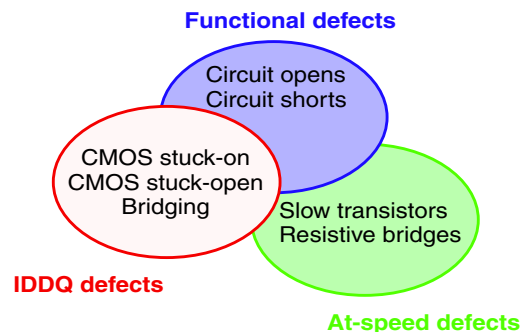 Functional defects
Circuit opens
Circuit shorts
CMOS stuck-on
CMOS stuck-open
Bridging
Slow transistors
Resistive bridges
IDDQ defects
At-speed defects